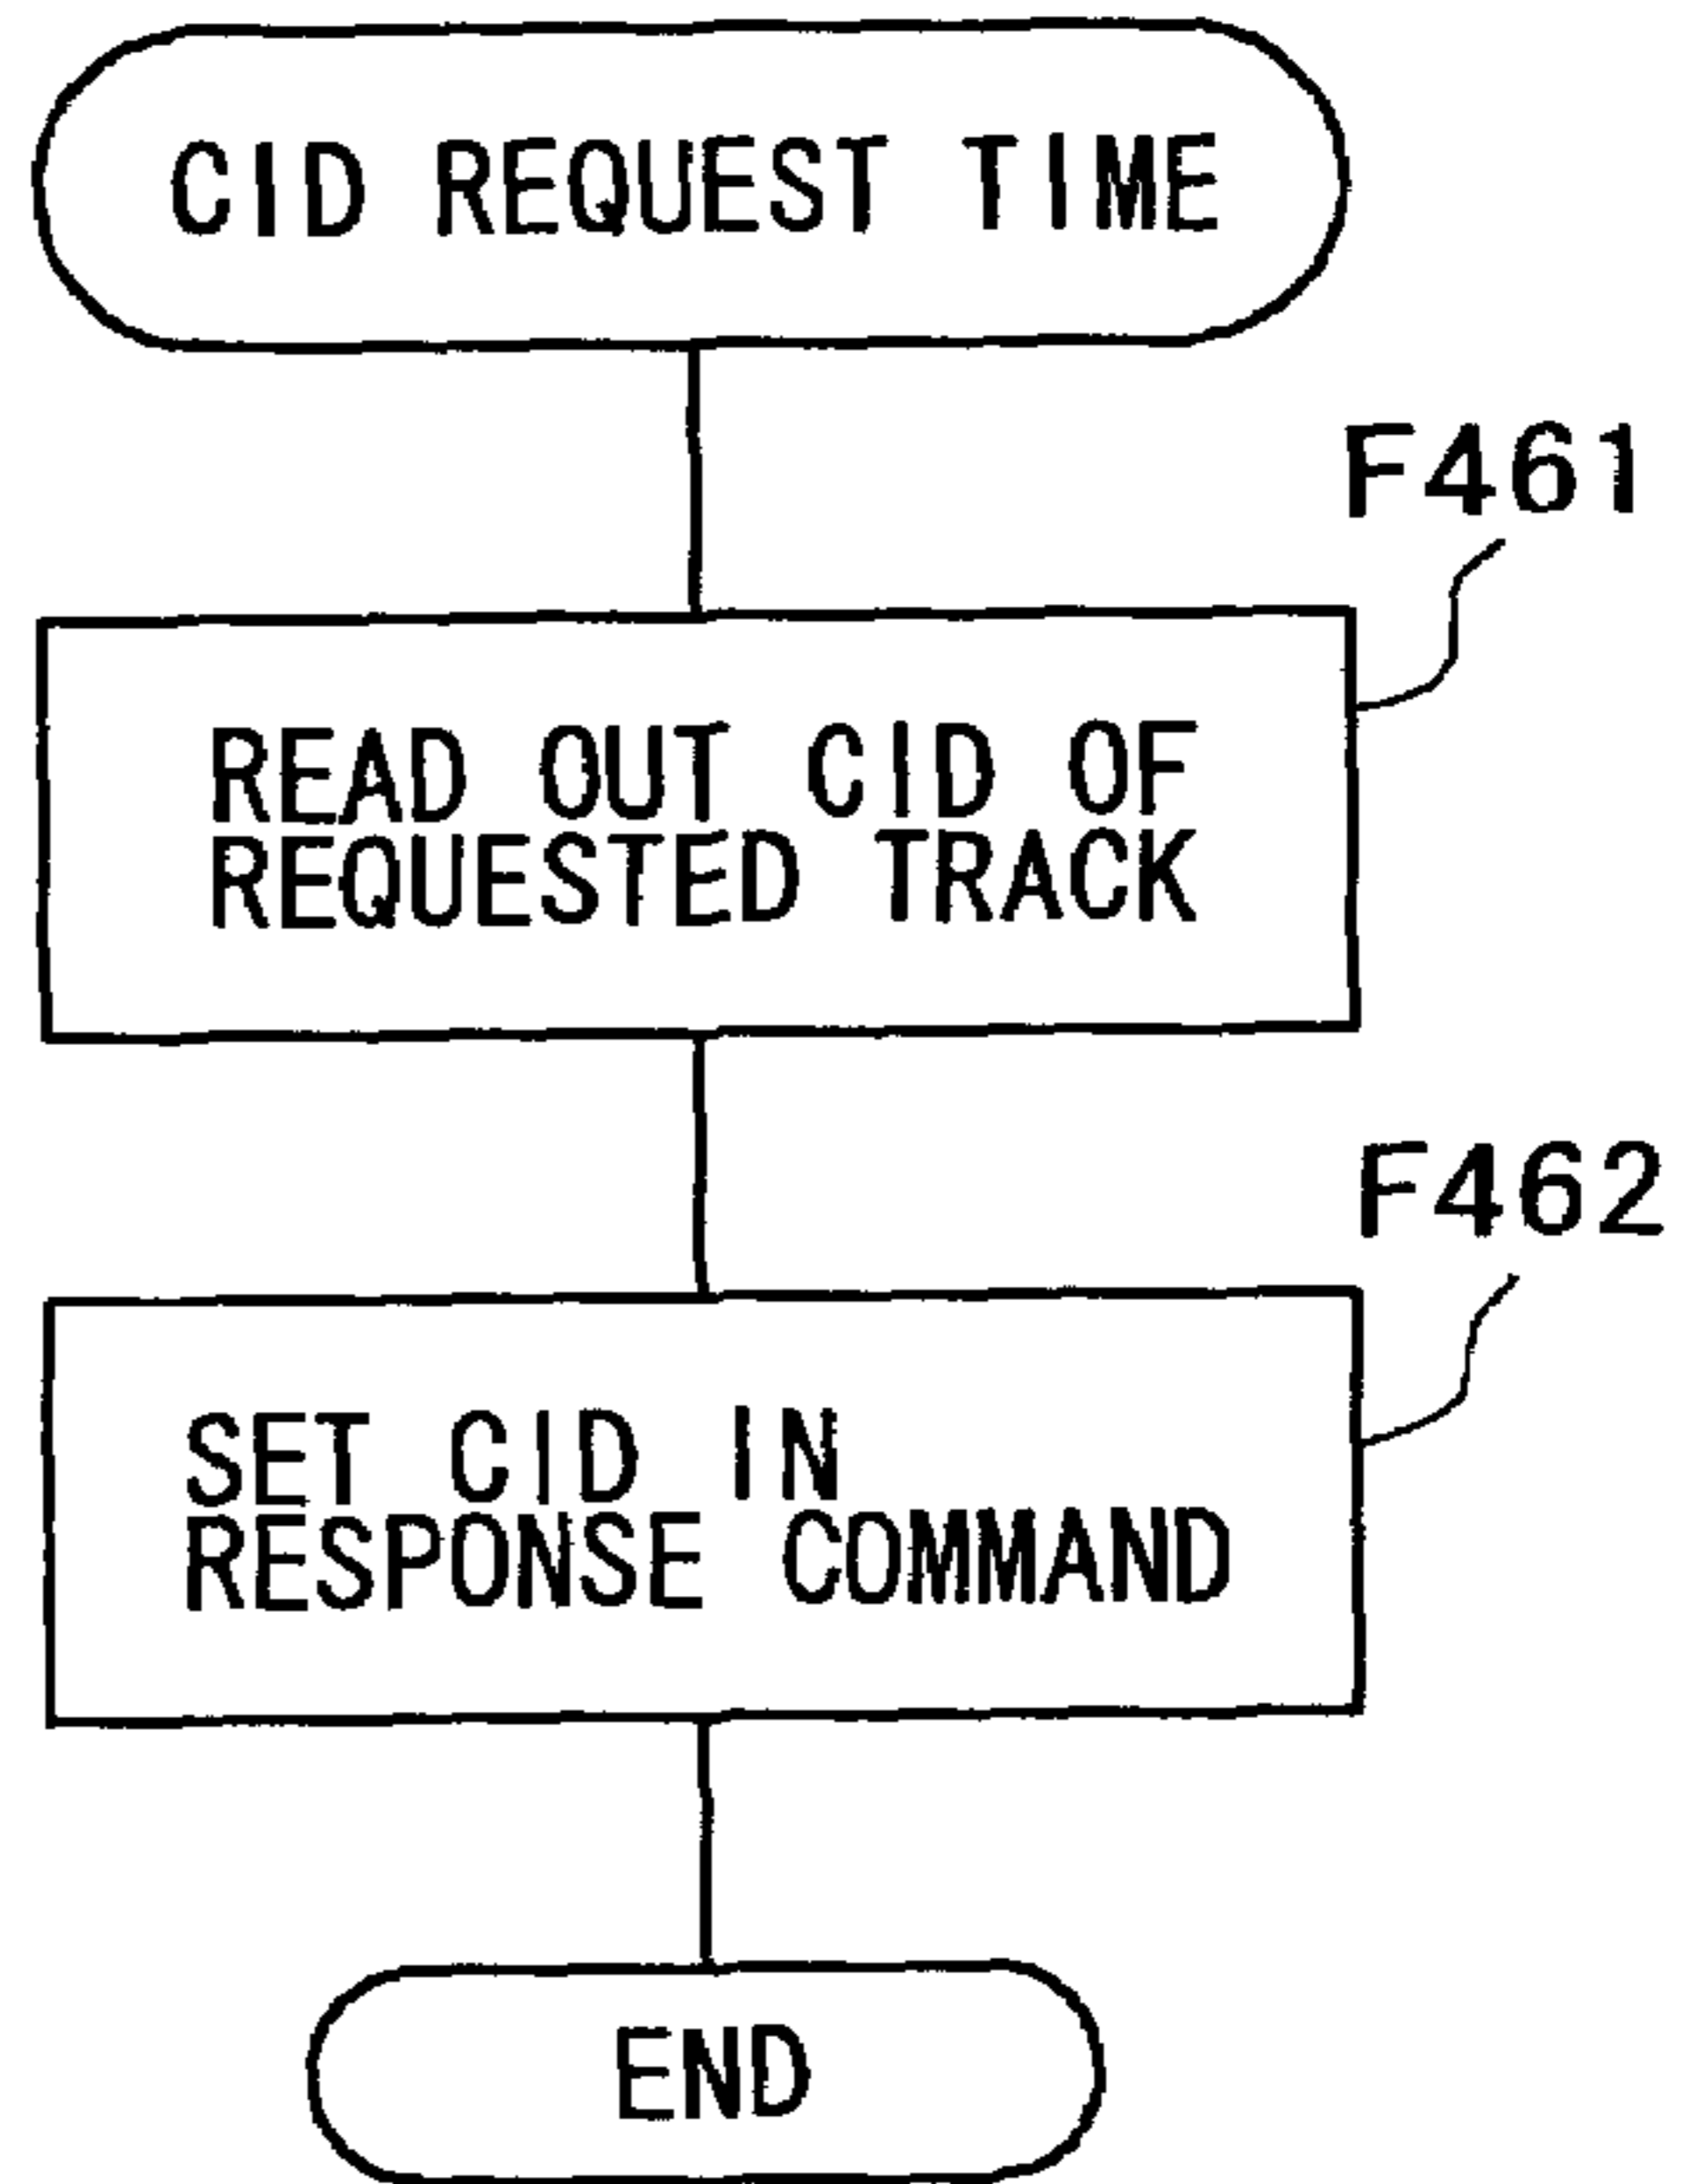 CID REQUEST TIME
F461
READ OUT CID OF
REQUESTED TRACK
F462
SET CID IN
RESPONSE COMMAND
END